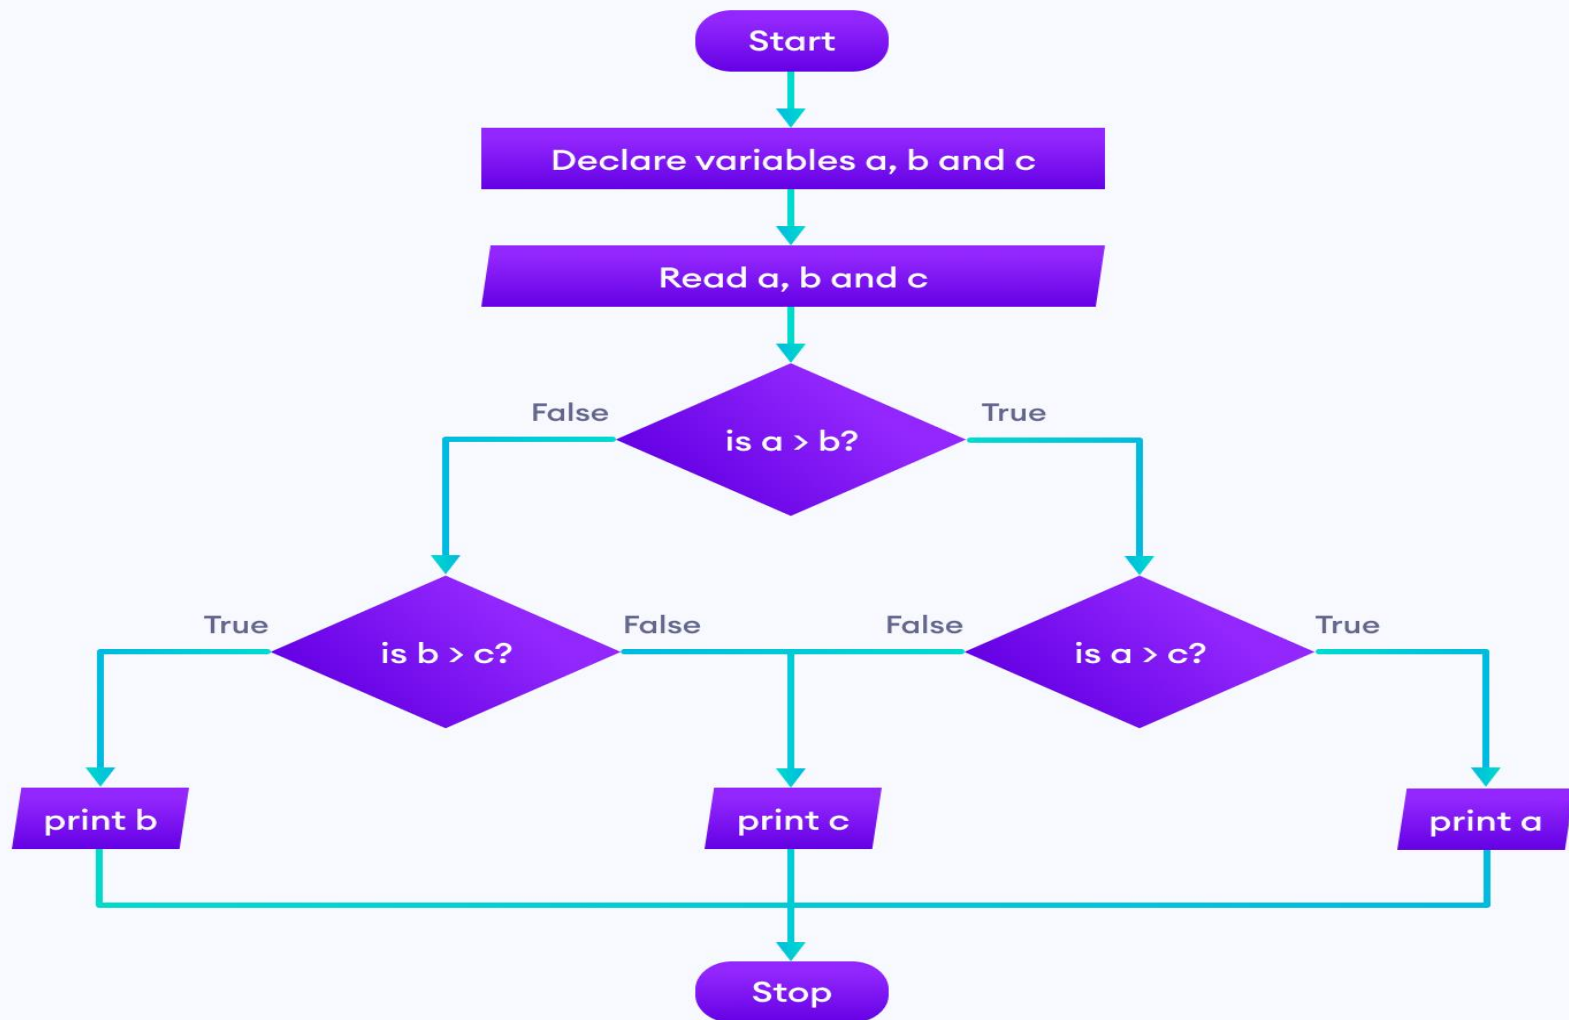 Start
Declare variables a, b and c
Read a, b and c
False
True
is a > b?
True
False
False
True
is b > c?
is a > c?
print b
print c
print a
Stop